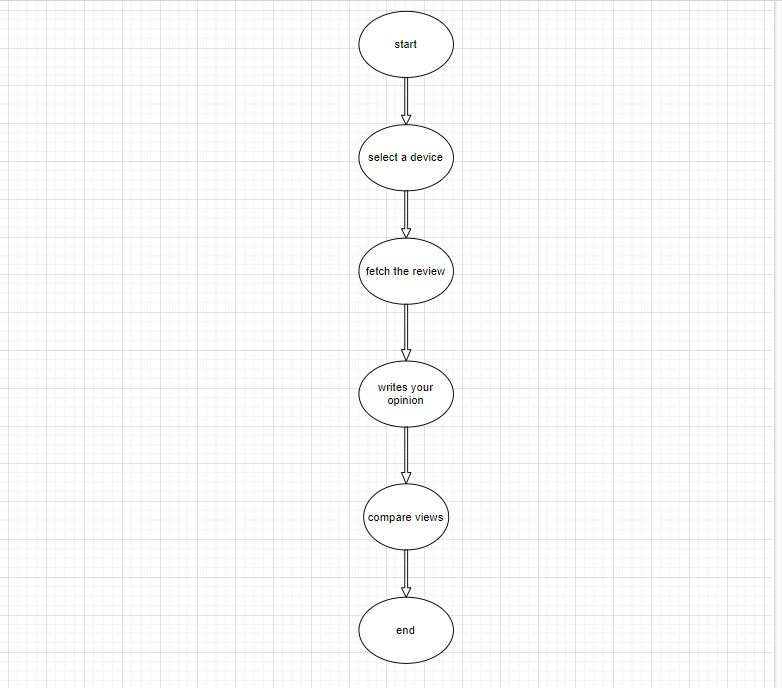 start
select a device
fetch the review
writes your
opinion
compare views
end